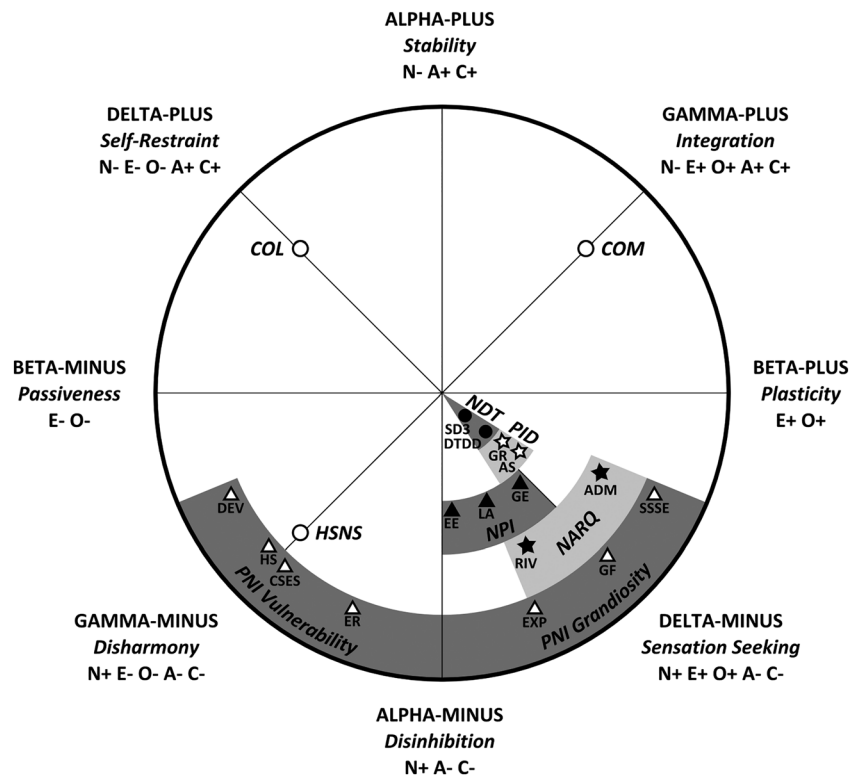 ALPHA-PLUS
Stability
N- A+ C+
DELTA-PLUS
Self-Restraint
N- E- O- A+ C+
GAMMA-PLUS
Integration
N- E+ O+ A+ C+
COL
COM
BETA-MINUS
Passiveness
E- O-
BETA-PLUS
Plasticity
E+ O+
NDT
PID
SD3
DTDD
GR
AS
GE
EE
LA
NPI
ADM
NARQ
RIV
SSSE
GF
EXP
PNI Grandiosity
DEV
HSNS
HS
CSES
ER
PNI Vulnerability
GAMMA-MINUS
Disharmony
N+ E- O- A- C-
DELTA-MINUS
Sensation Seeking
N+ E+ O+ A- C-
ALPHA-MINUS
Disinhibition
N+ A- C-